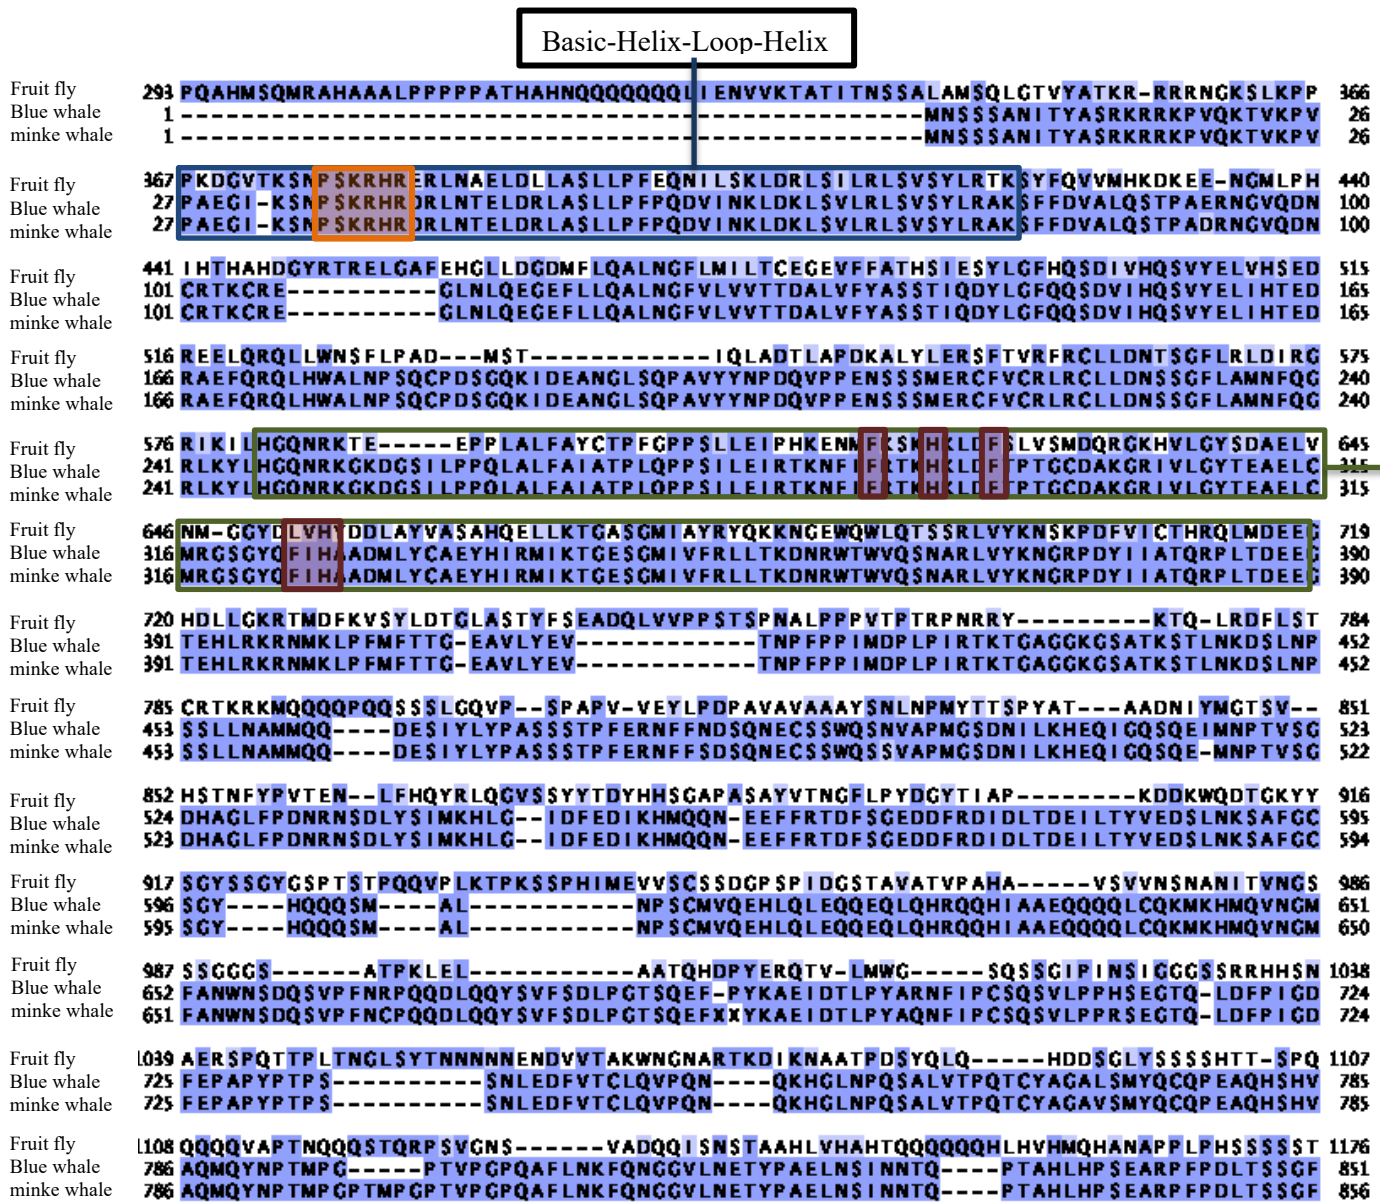 Basic-Helix-Loop-Helix
Fruit fly 293 PQAHMSQMRAHAAALPPPPPATHAHNQQQQQQQLIENVVKTATITNSSALAMSQLGTVYATKR-RRRNGKSLKPP 366
Blue whale 1 -------------------------------------------------MNSSSANITYASRKRRKPVQKTVKPV 26
minke whale 1 -------------------------------------------------MNSSSANITYASRKRRKPVQKTVKPV 26
Fruit fly 367 PKDGVTKSNPSKRHRERLNAELDLLASLLPFEQNILSKLDRLSILRLSVSYLRTKSYFQVVMHKDKEE-NGMLPH 440
Blue whale 27 PAEGI-KSNPSKRHRDRLNTELDRLASLLPFPQDVINKLDKLSVLRLSVSYLRAKSFFDVALQSTPAERNGVQDN 100
minke whale 27 PAEGI-KSNPSKRHRDRLNTELDRLASLLPFPQDVINKLDKLSVLRLSVSYLRAKSFFDVALQSTPADRNGVQDN 100
Fruit fly 441 IHTHAHDGYRTRELGAFEHGLLDGDMFLQALNGFLMILTCEGEVFFATHSIESYLGFHQSDIVHQSVYELVHSED 515
Blue whale 101 CRTKCRE----------GLNLQEGEFLLQALNGFVLVVTTDALVFYASSTIQDYLGFQQSDVIHQSVYELIHTED 165
minke whale 101 CRTKCRE----------GLNLQEGEFLLQALNGFVLVVTTDALVFYASSTIQDYLGFQQSDVIHQSVYELIHTED 165
Fruit fly 516 REELQRQLLWNSFLPAD---MST------------IQLADTLAPDKALYLERSFTVRFRCLLDNTSGFLRLDIRG 575
Blue whale 166 RAEFQRQLHWALNPSQCPDSGQKIDEANGLSQPAVYYNPDQVPPENSSSMERCFVCRLRCLLDNSSGFLAMNFQG 240
minke whale 166 RAEFQRQLHWALNPSQCPDSGQKIDEANGLSQPAVYYNPDQVPPENSSSMERCFVCRLRCLLDNSSGFLAMNFQG 240
Fruit fly 576 RIKILHGQNRKTE-----EPPLALFAYCTPFGPPSLLEIPHKENMFKSKHKLDFSLVSMDQRGKHVLGYSDAELV 645
Blue whale 241 RLKYLHGQNRKGKDGSILPPQLALFAIATPLQPPSILEIRTKNFIFRTKHKLDFTPTGCDAKGRIVLGYTEAELC 315
minke whale 241 RLKYLHGQNRKGKDGSILPPQLALFAIATPLQPPSILEIRTKNFIFRTKHKLDFTPTGCDAKGRIVLGYTEAELC 315
Fruit fly 646 NM-GGYDLVHYDDLAYVASAHQELLKTGASGMIAYRYQKKNGEWQWLQTSSRLVYKNSKPDFVICTHRQLMDEEG 719
Blue whale 316 MRGSGYQFIHAADMLYCAEYHIRMIKTGESGMIVFRLLTKDNRWTWVQSNARLVYKNGRPDYIIATQRPLTDEEG 390
minke whale 316 MRGSGYQFIHAADMLYCAEYHIRMIKTGESGMIVFRLLTKDNRWTWVQSNARLVYKNGRPDYIIATQRPLTDEEG 390
Fruit fly 720 HDLLGKRTMDFKVSYLDTGLASTYFSEADQLVVPPSTSPNALPPPVTPTRPNRRY---------KTQ-LRDFLST 784
Blue whale 391 TEHLRKRNMKLPFMFTTG-EAVLYEV------------TNPFPPIMDPLPIRTKTGAGGKGSATKSTLNKDSLNP 452
minke whale 391 TEHLRKRNMKLPFMFTTG-EAVLYEV------------TNPFPPIMDPLPIRTKTGAGGKGSATKSTLNKDSLNP 452
Fruit fly 785 CRTKRKMQQQQPQQSSSLGQVP--SPAPV-VEYLPDPAVAVAAAYSNLNPMYTTSPYAT---AADNIYMGTSV-- 851
Blue whale 453 SSLLNAMMQQ----DESIYLYPASSSTPFERNFFNDSQNECSSWQSNVAPMGSDNILKHEQIGQSQEIMNPTVSG 523
minke whale 453 SSLLNAMMQQ----DESIYLYPASSSTPFERNFFSDSQNECSSWQSSVAPMGSDNILKHEQIGQSQE-MNPTVSG 522
Fruit fly 852 HSTNFYPVTEN--LFHQYRLQGVSSYYTDYHHSGAPASAYVTNGFLPYDGYTIAP--------KDDKWQDTGKYY 916
Blue whale 524 DHAGLFPDNRNSDLYSIMKHLG--IDFEDIKHMQQN-EEFFRTDFSGEDDFRDIDLTDEILTYVEDSLNKSAFGC 595
minke whale 523 DHAGLFPDNRNSDLYSIMKHLG--IDFEDIKHMQQN-EEFFRTDFSGEDDFRDIDLTDEILTYVEDSLNKSAFGC 594
Fruit fly 917 SGYSSGYGSPTSTPQQVPLKTPKSSPHIMEVVSCSSDGPSPIDGSTAVATVPAHA-----VSVVNSNANITVNGS 986
Blue whale 596 SGY----HQQQSM----AL-----------NPSCMVQEHLQLEQQEQLQHRQQHIAAEQQQQLCQKMKHMQVNGM 651
minke whale 595 SGY----HQQQSM----AL-----------NPSCMVQEHLQLEQQEQLQHRQQHIAAEQQQQLCQKMKHMQVNGM 650
Fruit fly 987 SSGGGS------ATPKLEL-----------AATQHDPYERQTV-LMWG-----SQSSGIPINSIGGGSSRRHHSN 1038
Blue whale 652 FANWNSDQSVPFNRPQQDLQQYSVFSDLPGTSQEF-PYKAEIDTLPYARNFIPCSQSVLPPHSEGTQ-LDFPIGD 724
minke whale 651 FANWNSDQSVPFNCPQQDLQQYSVFSDLPGTSQEFXXYKAEIDTLPYAQNFIPCSQSVLPPRSEGTQ-LDFPIGD 724
Fruit fly 1039 AERSPQTTPLTNGLSYTNNNNNNENDVVTAKWNGNARTKDIKNAATPDSYQLQ-----HDDSGLYSSSSHTT-SPQ 1107
Blue whale 725 FEPAPYPTPS----------SNLEDFVTCLQVPQN----QKHGLNPQSALVTPQTCYAGALSMYQCQPEAQHSHV 785
minke whale 725 FEPAPYPTPS----------SNLEDFVTCLQVPQN----QKHGLNPQSALVTPQTCYAGAVSMYQCQPEAQHSHV 785
Fruit fly 1108 QQQQVAPTNQQQSTQRPSVGNS------VADQQISNSTAAHLVHAHTQQQQQQQHLHVHMQHANAPPLPHSSSSST 1176
Blue whale 786 AQMQYNPTMPG-----PTVPGPQAFLNKFQNGGVLNETYPAELNSINNTQ----PTAHLHPSEARPFPDLTSSGF 851
minke whale 786 AQMQYNPTMPGPTMPGPTVPGPQAFLNKFQNGGVLNETYPAELNSINNTQ----PTAHLHPSEARPFPDLTSSGF 856